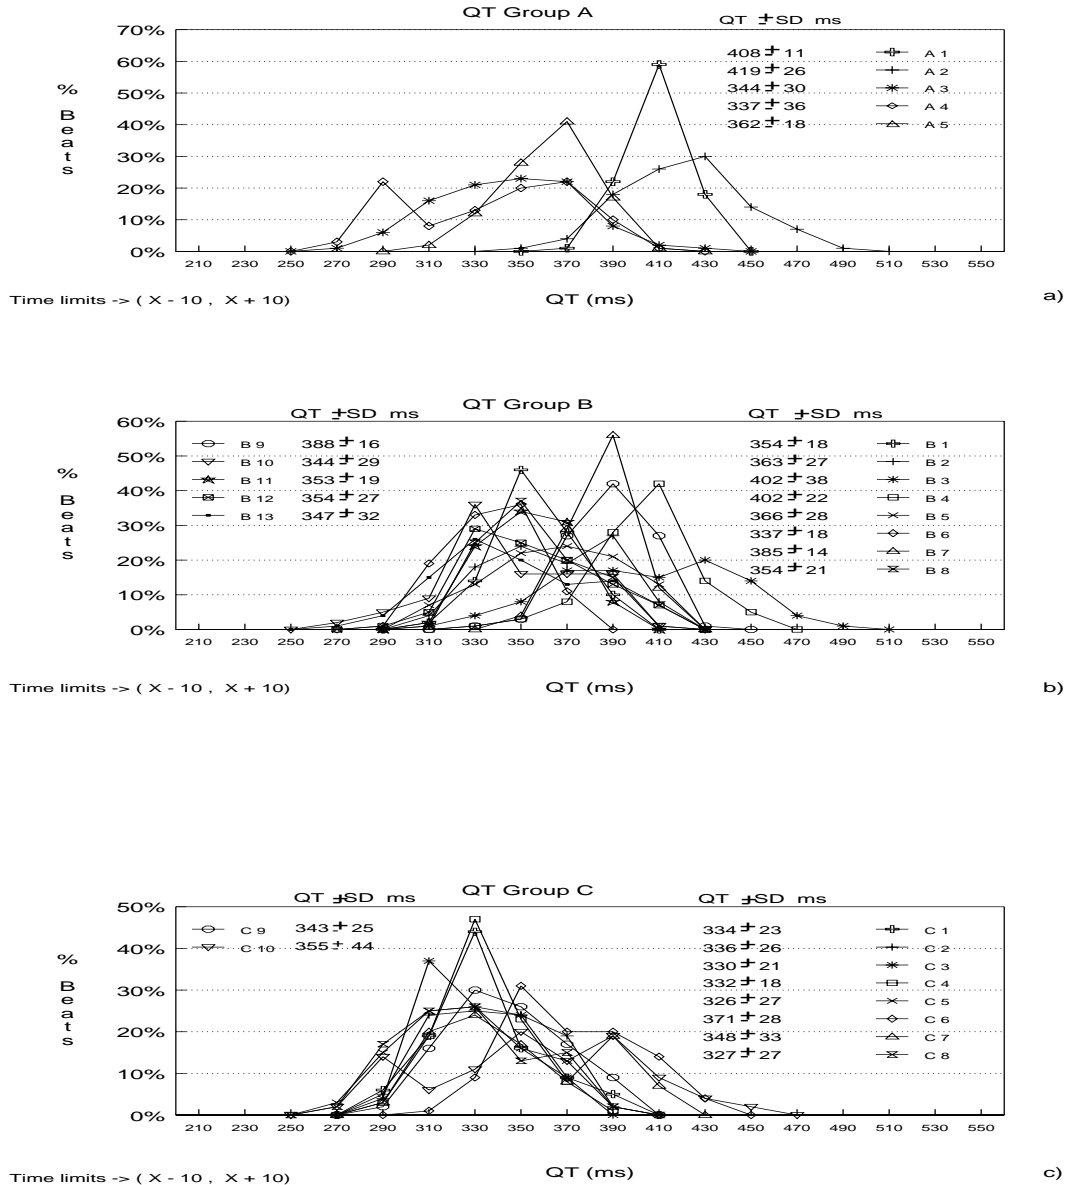 QT Group A
QT ±SD ms
70%
60%
50%
40%
30%
20%
10%
0%
% Beats
408 ± 11 A 1
419 ± 26 A 2
344 ± 30 A 3
337 ± 36 A 4
362 ± 18 A 5
210 230 250 270 290 310 330 350 370 390 410 430 450 470 490 510 530 550
Time limits -> ( X - 10 , X + 10) QT (ms) a)
QT Group B
QT ±SD ms QT ±SD ms
60%
50%
40%
30%
20%
10%
0%
% Beats
B 9 388 ± 16
B 10 344 ± 29
B 11 353 ± 19
B 12 354 ± 27
B 13 347 ± 32
354 ± 18 B 1
363 ± 27 B 2
402 ± 38 B 3
402 ± 22 B 4
366 ± 28 B 5
337 ± 18 B 6
385 ± 14 B 7
354 ± 21 B 8
210 230 250 270 290 310 330 350 370 390 410 430 450 470 490 510 530 550
Time limits -> ( X - 10 , X + 10) QT (ms) b)
QT Group C
QT ±SD ms QT ±SD ms
50%
40%
30%
20%
10%
0%
% Beats
C 9 343 ± 25
C 10 355 ± 44
334 ± 23 C 1
336 ± 26 C 2
330 ± 21 C 3
332 ± 18 C 4
326 ± 27 C 5
371 ± 28 C 6
348 ± 33 C 7
327 ± 27 C 8
210 230 250 270 290 310 330 350 370 390 410 430 450 470 490 510 530 550
Time limits -> ( X - 10 , X + 10) QT (ms) c)